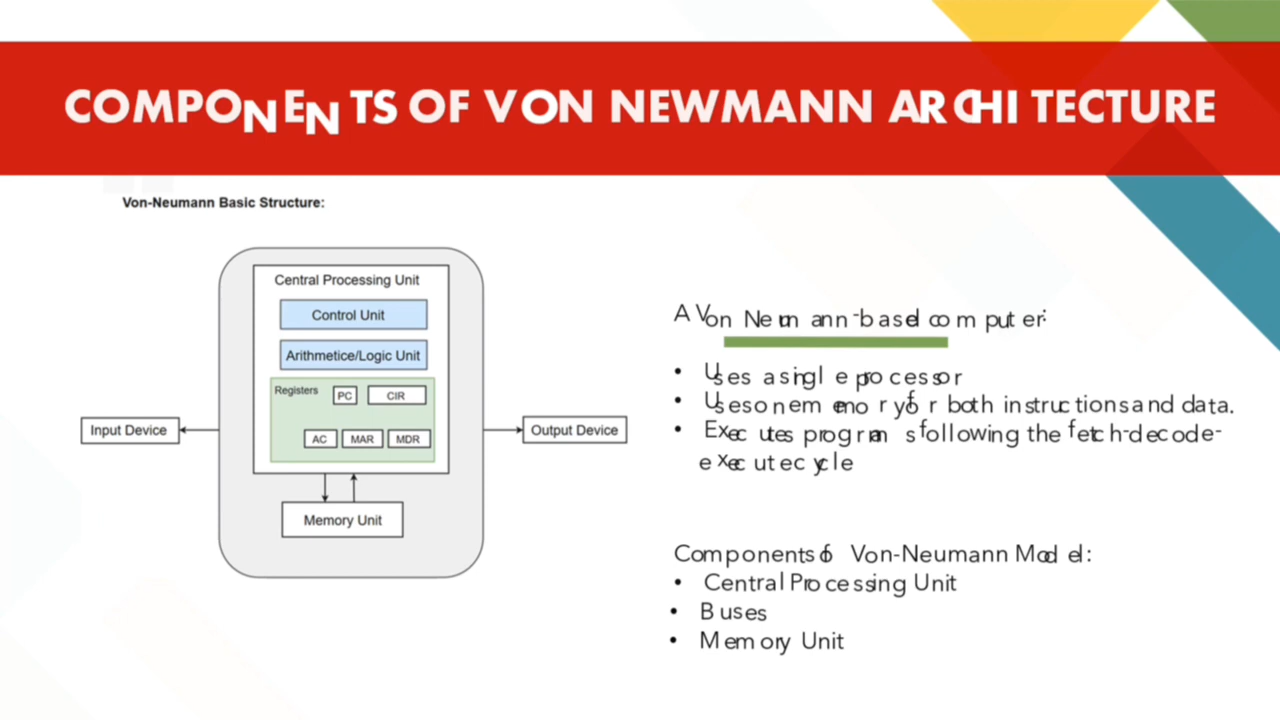 COMPONENTS OF VON NEWMANN ARCHITECTURE
Von-Neumann Basic Structure:
Central Processing Unit
Control Unit
Arithmetice/Logic Unit
Registers
PC
CIR
AC
MAR
MDR
Input Device
Output Device
Memory Unit
A Von Neumann-based computer:
• Uses a single processor
• Uses one memory for both instructions and data.
• Executes programs following the fetch-decode-
execute cycle
Components of Von-Neumann Model:
• Central Processing Unit
• Buses
• Memory Unit